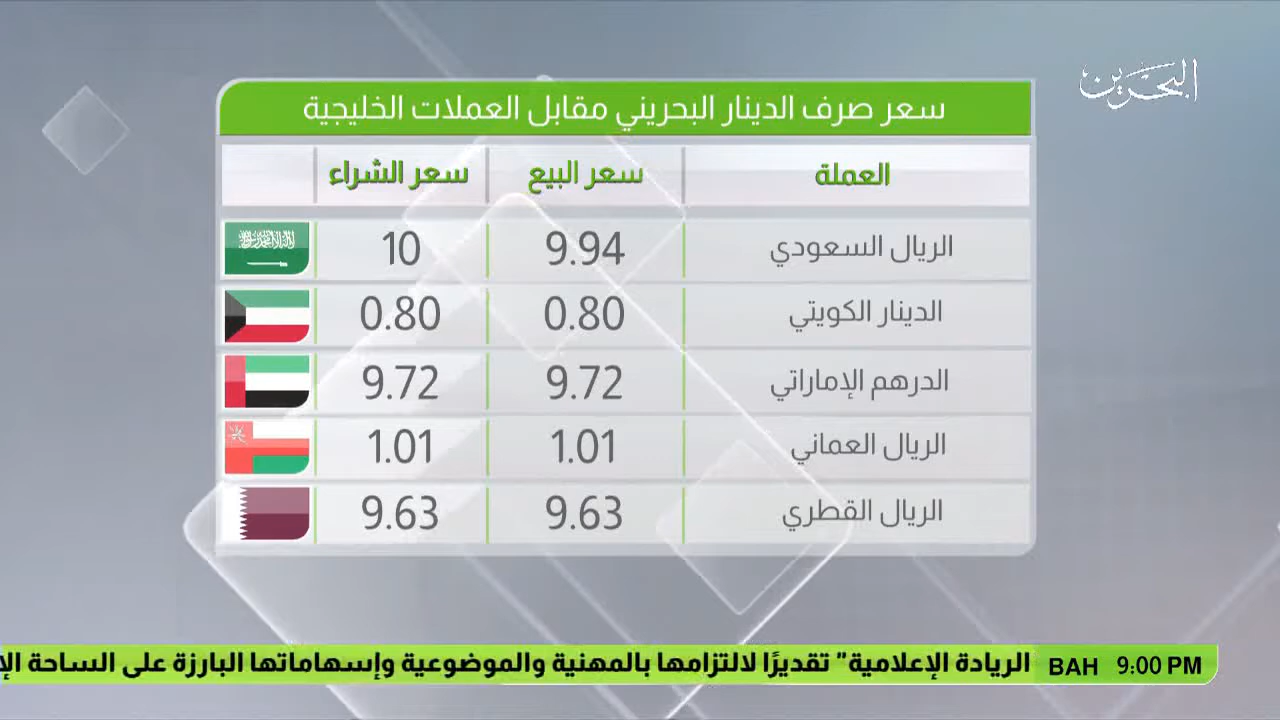 البحرين
سعر صرف الدينار البحريني مقابل العملات الخليجية
العملة سعر البيع سعر الشراء
الريال السعودي 9.94 10
الدينار الكويتي 0.80 0.80
الدرهم الإماراتي 9.72 9.72
الريال العماني 1.01 1.01
الريال القطري 9.63 9.63
BAH 9:00 PM الريادة الإعلامية" تقديرًا لالتزامها بالمهنية والموضوعية وإسهاماتها البارزة على الساحة الإ